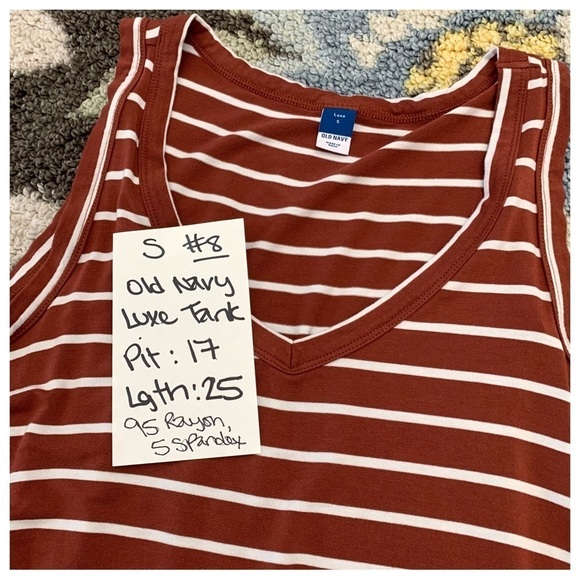 Luxe
S
OLD NAVY
S #8
Old Navy
Luxe Tank
Pit: 17
Lgth: 25
95 Rayon,
5 Spandex